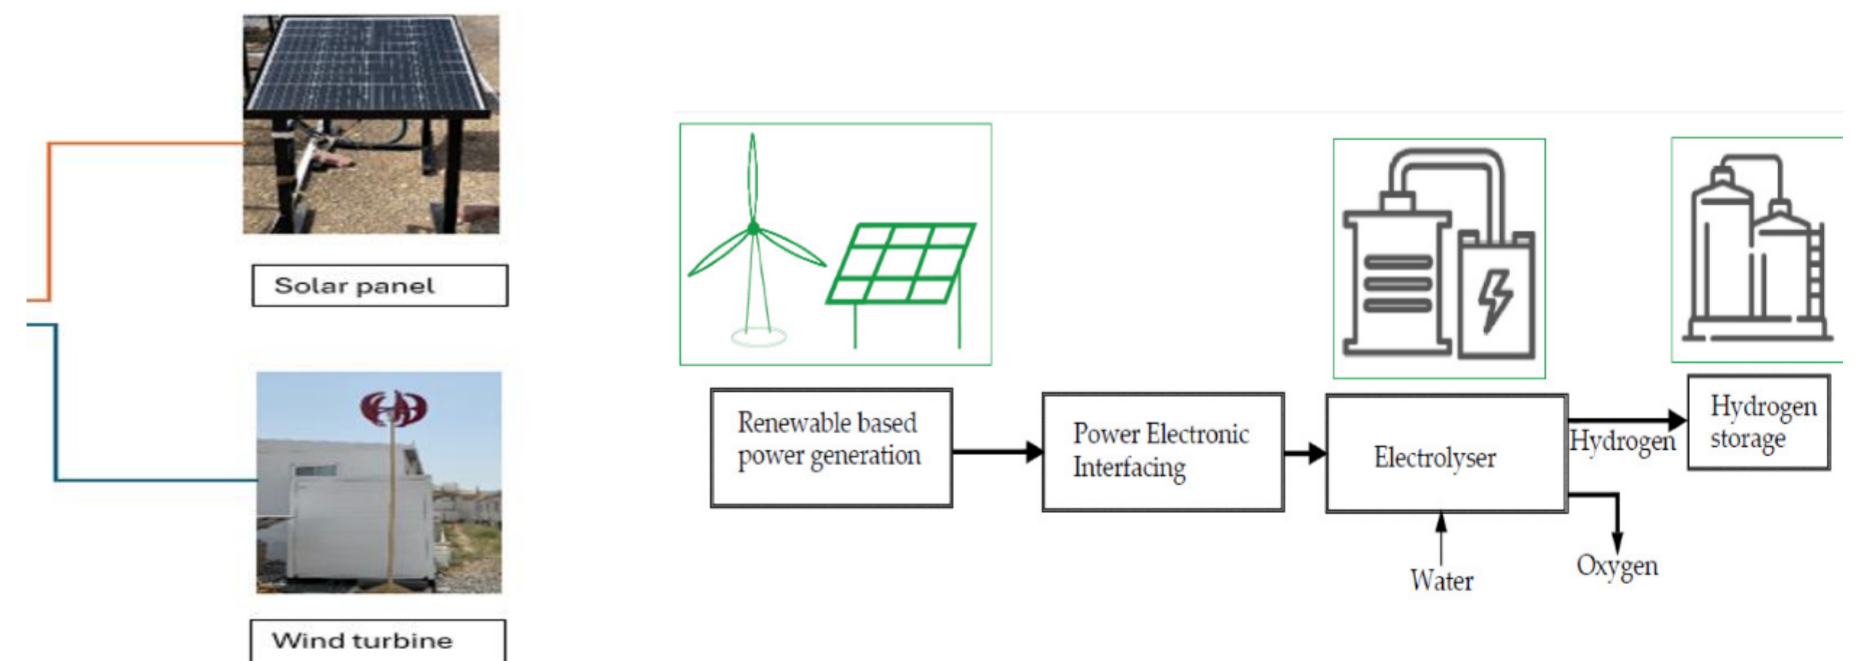 Solar panel
Wind turbine
Renewable based
power generation
Power Electronic
Interfacing
Electrolyser
Hydrogen
Hydrogen
storage
Water
Oxygen